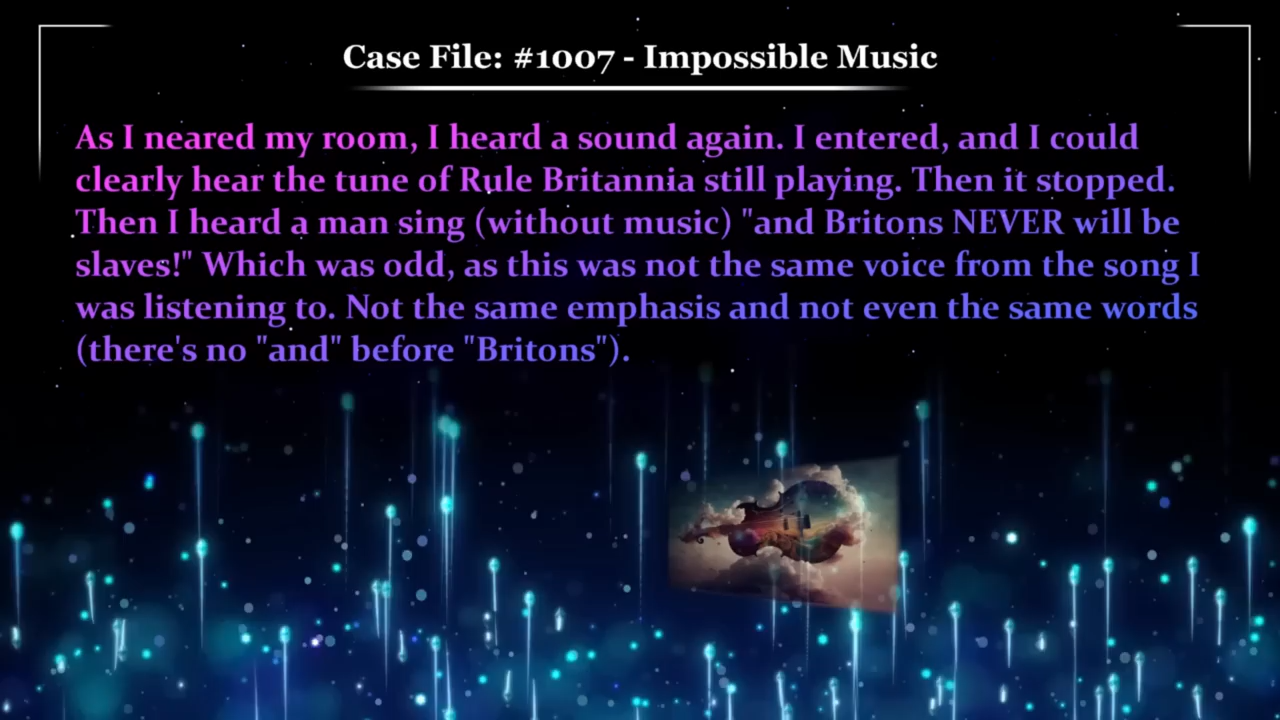 Case File: #1007 - Impossible Music
As I neared my room, I heard a sound again. I entered, and I could
clearly hear the tune of Rule Britannia still playing. Then it stopped.
Then I heard a man sing (without music) "and Britons NEVER will be
slaves!" Which was odd, as this was not the same voice from the song I
was listening to. Not the same emphasis and not even the same words
(there's no "and" before "Britons").